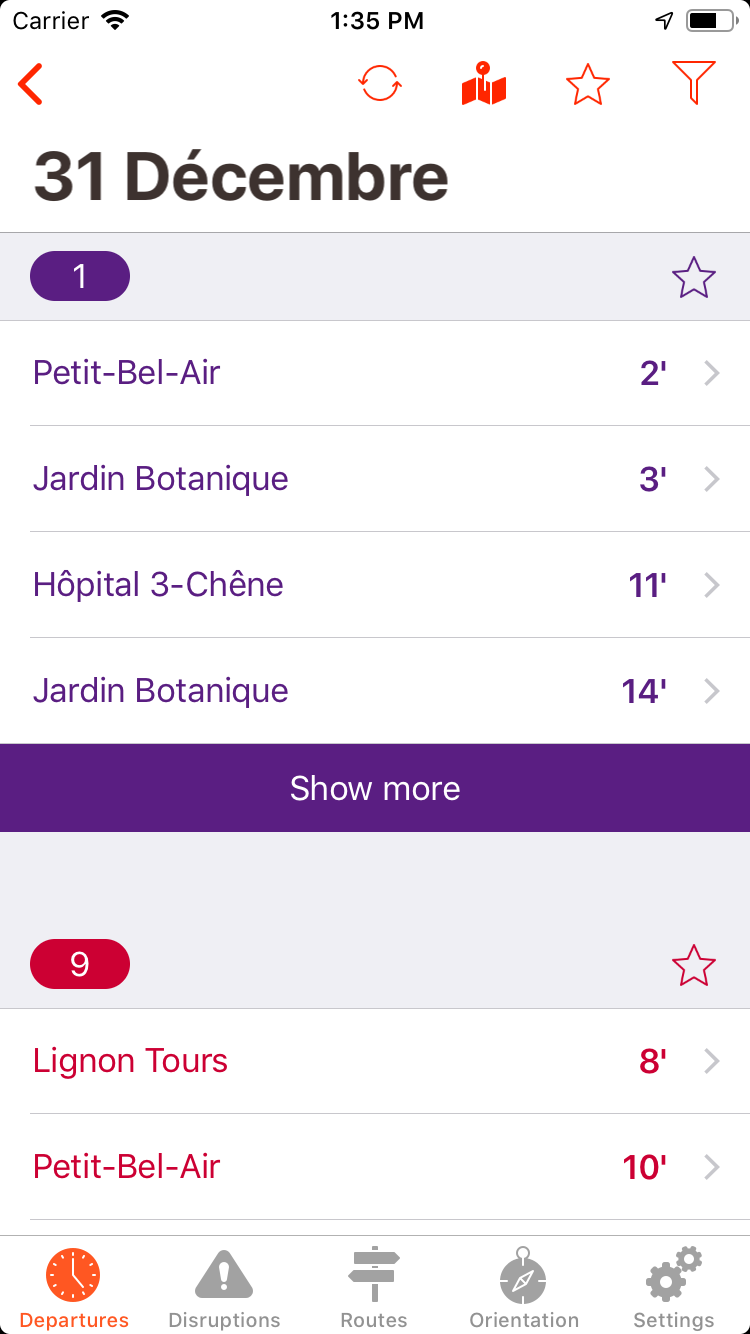 Carrier 1:35 PM
31 Décembre
1
Petit-Bel-Air 2'
Jardin Botanique 3'
Hôpital 3-Chêne 11'
Jardin Botanique 14'
Show more
9
Lignon Tours 8'
Petit-Bel-Air 10'
Departures Disruptions Routes Orientation Settings